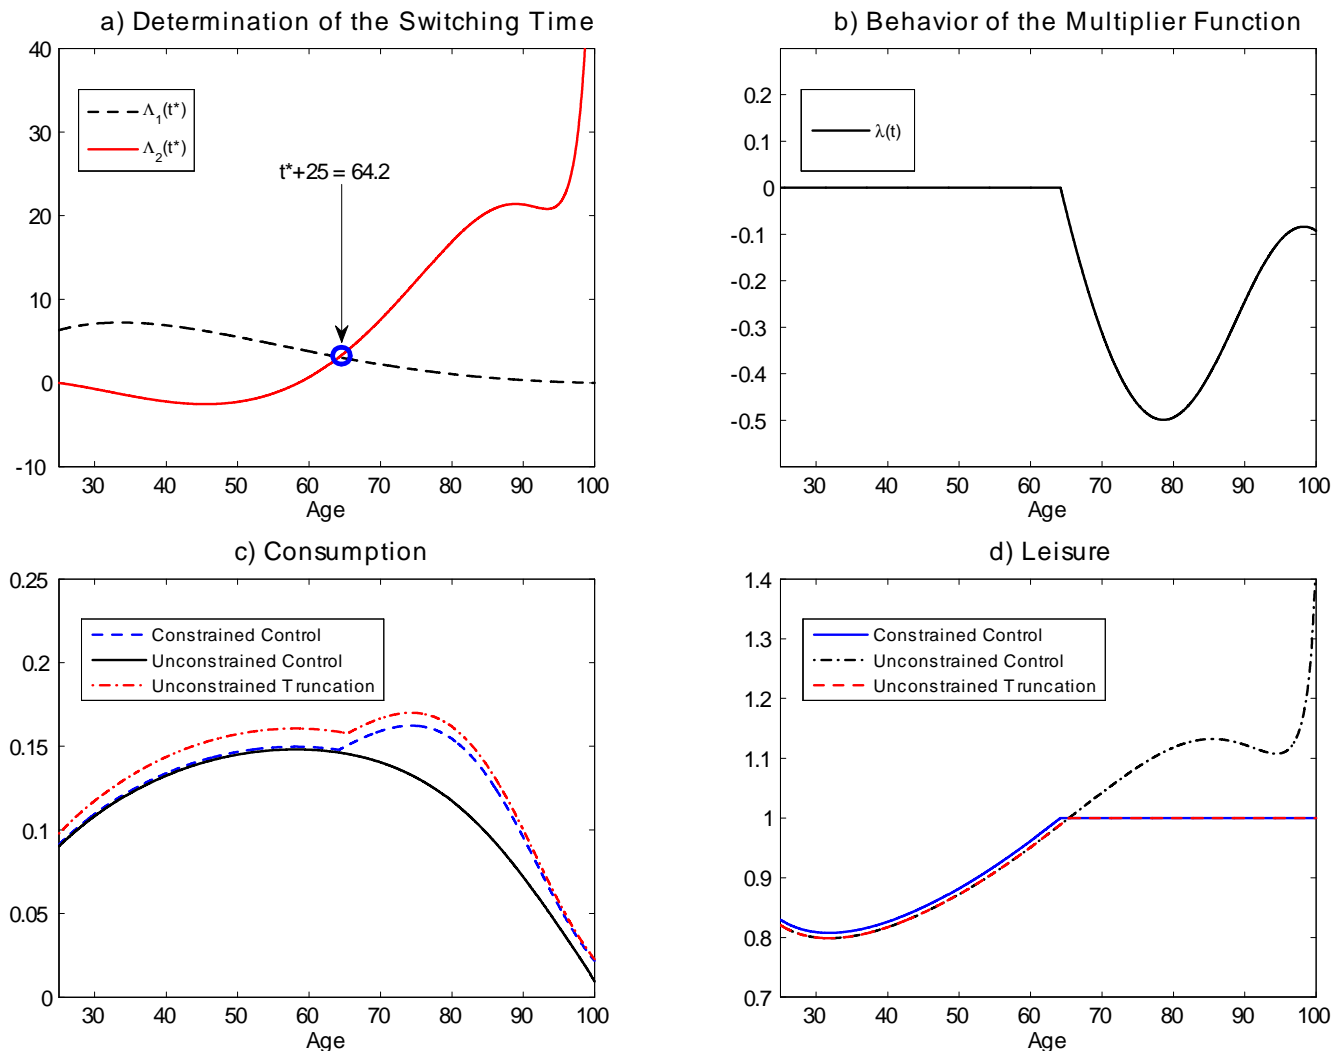 a) Determination of the Switching Time
40
30
20
10
0
-10
Λ1(t*)
Λ2(t*)
t*+25 = 64.2
30 40 50 60 70 80 90 100
Age
b) Behavior of the Multiplier Function
0.2
0.1
0
-0.1
-0.2
-0.3
-0.4
-0.5
λ(t)
30 40 50 60 70 80 90 100
Age
c) Consumption
0.25
0.2
0.15
0.1
0.05
0
Constrained Control
Unconstrained Control
Unconstrained Truncation
30 40 50 60 70 80 90 100
Age
d) Leisure
1.4
1.3
1.2
1.1
1
0.9
0.8
0.7
Constrained Control
Unconstrained Control
Unconstrained Truncation
30 40 50 60 70 80 90 100
Age